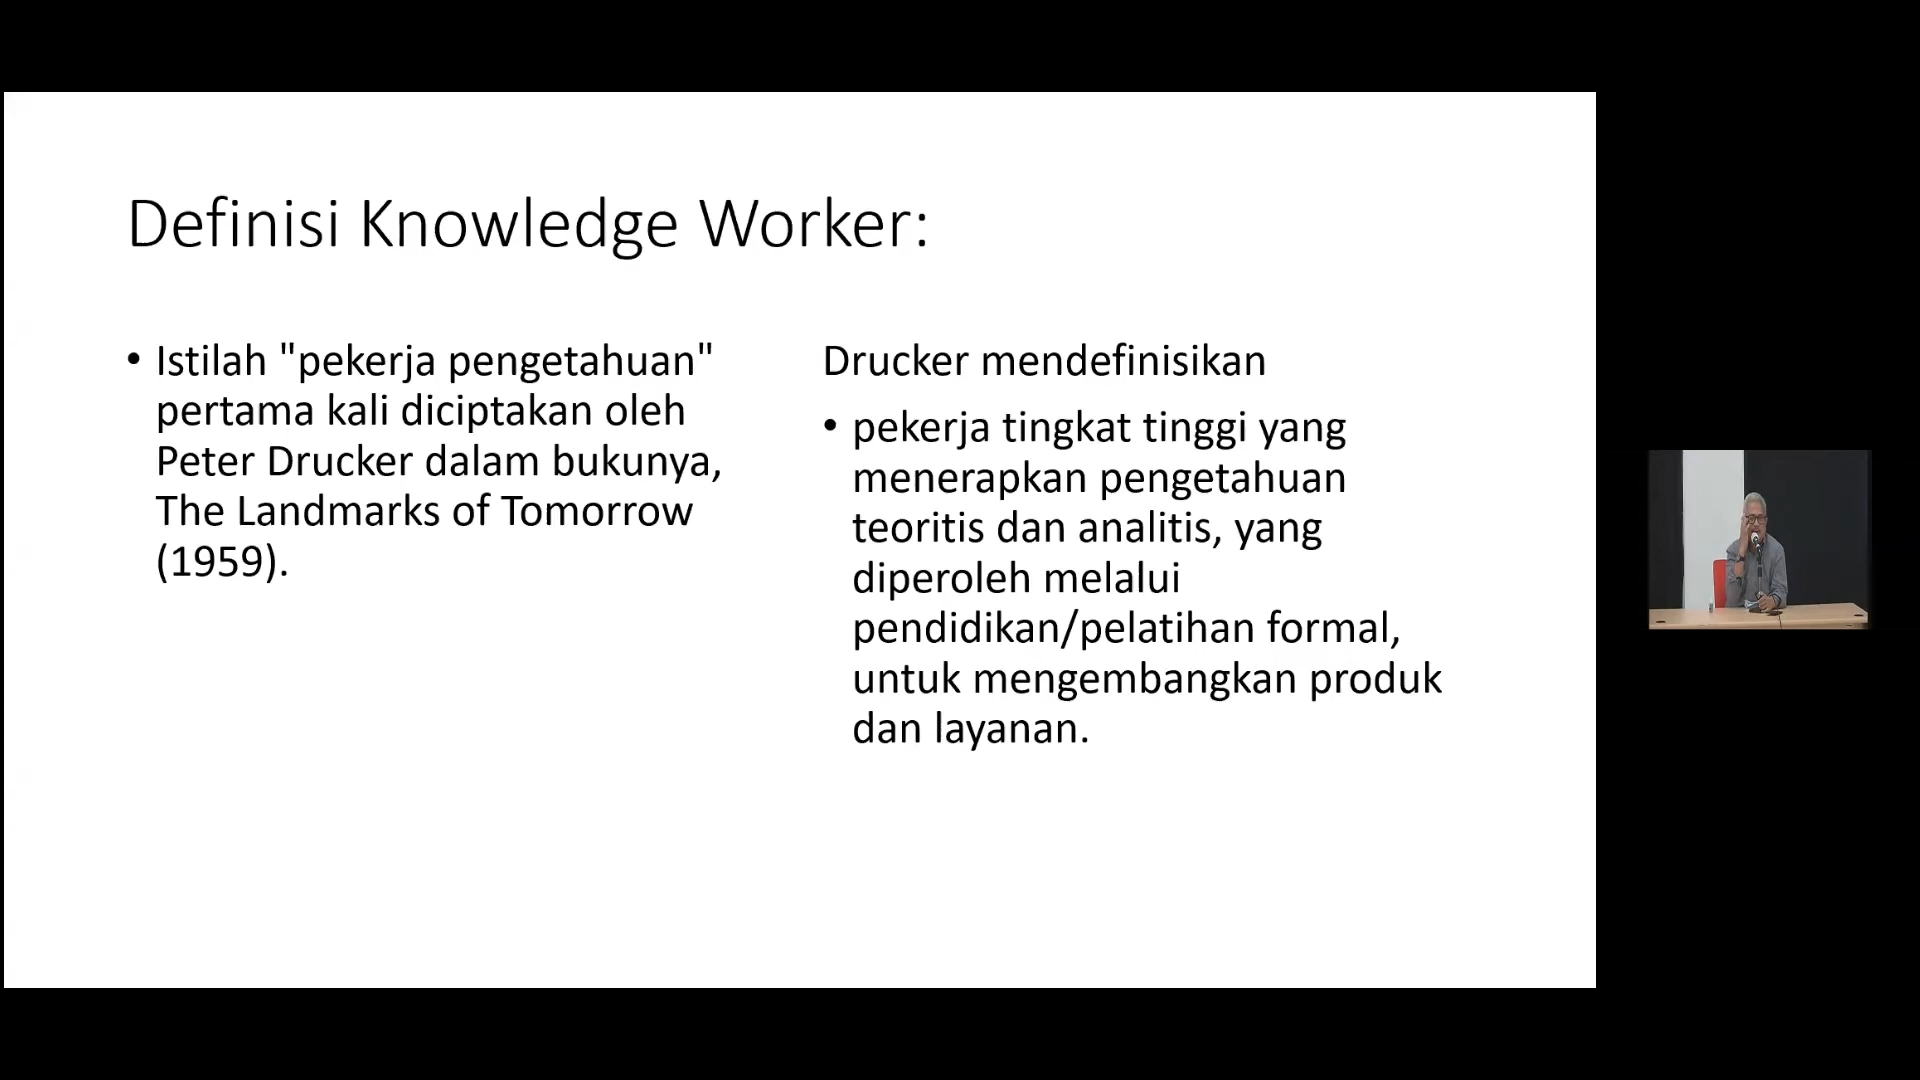 Definisi Knowledge Worker:
• Istilah "pekerja pengetahuan"
pertama kali diciptakan oleh
Peter Drucker dalam bukunya,
The Landmarks of Tomorrow
(1959).
Drucker mendefinisikan
• pekerja tingkat tinggi yang
menerapkan pengetahuan
teoritis dan analitis, yang
diperoleh melalui
pendidikan/pelatihan formal,
untuk mengembangkan produk
dan layanan.